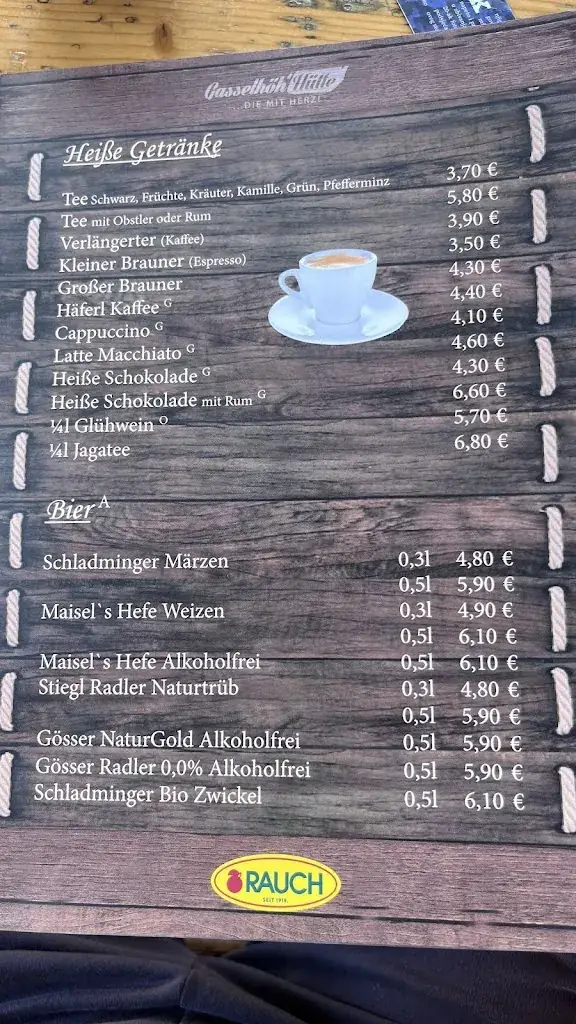 Gasselhöh Hütte
...DIE MIT HERZ!
Heiße Getränke
Tee Schwarz, Früchte, Kräuter, Kamille, Grün, Pfefferminz 3,70 €
Tee mit Obstler oder Rum 5,80 €
Verlängerter (Kaffee) 3,90 €
Kleiner Brauner (Espresso) 3,50 €
Großer Brauner 4,30 €
Häferl Kaffee G 4,40 €
Cappuccino G 4,10 €
Latte Macchiato G 4,60 €
Heiße Schokolade G 4,30 €
Heiße Schokolade mit Rum G 6,60 €
¼l Glühwein O 5,70 €
¼l Jagatee 6,80 €
Bier A
Schladminger Märzen 0,3l 4,80 €
0,5l 5,90 €
Maisel`s Hefe Weizen 0,3l 4,90 €
0,5l 6,10 €
Maisel`s Hefe Alkoholfrei 0,5l 6,10 €
Stiegl Radler Naturtrüb 0,3l 4,80 €
0,5l 5,90 €
Gösser NaturGold Alkoholfrei 0,5l 5,90 €
Gösser Radler 0,0% Alkoholfrei 0,5l 5,90 €
Schladminger Bio Zwickel 0,5l 6,10 €
RAUCH
SEIT 1919.